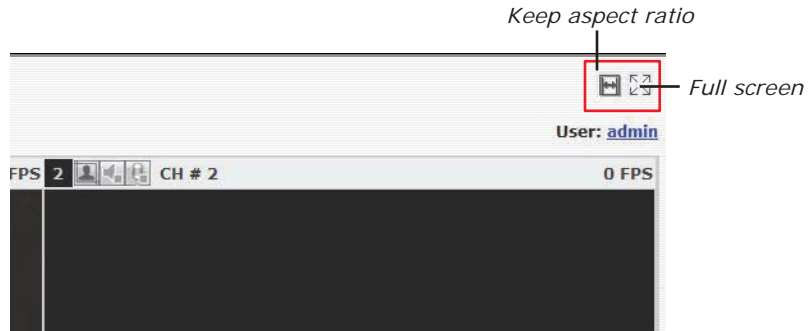 Keep aspect ratio
Full screen
User: admin
FPS 2 CH # 2 0 FPS